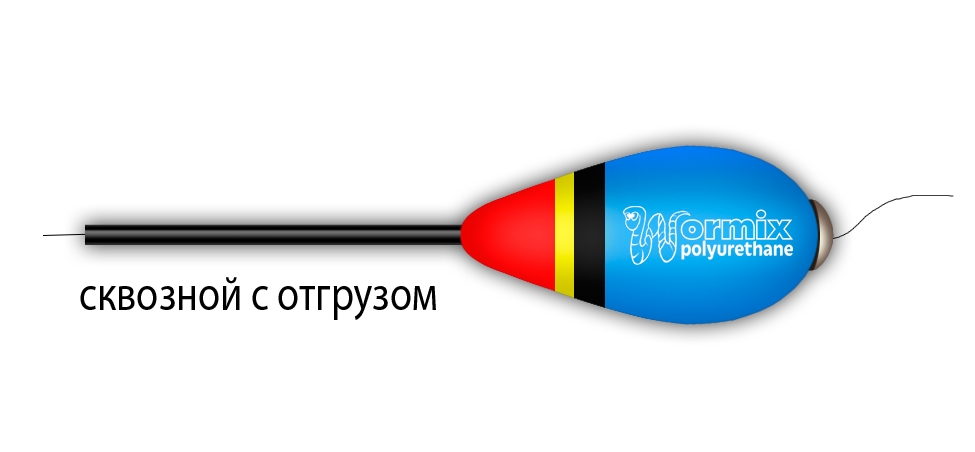 Wormix
polyurethane
сквозной с отгрузом